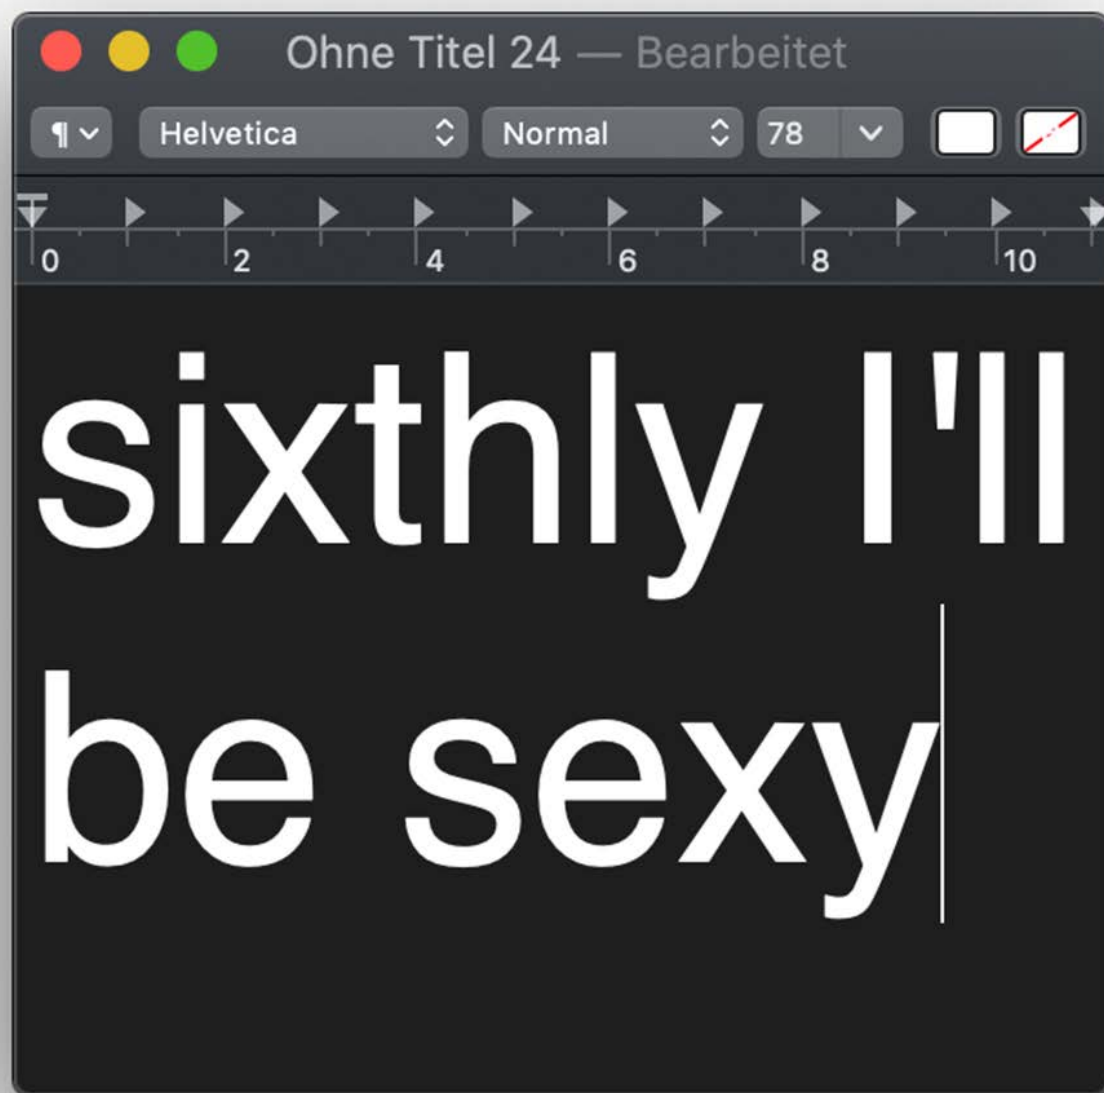 Ohne Titel 24 — Bearbeitet
¶ Helvetica Normal 78
0 2 4 6 8 10
sixthly I'll
be sexy